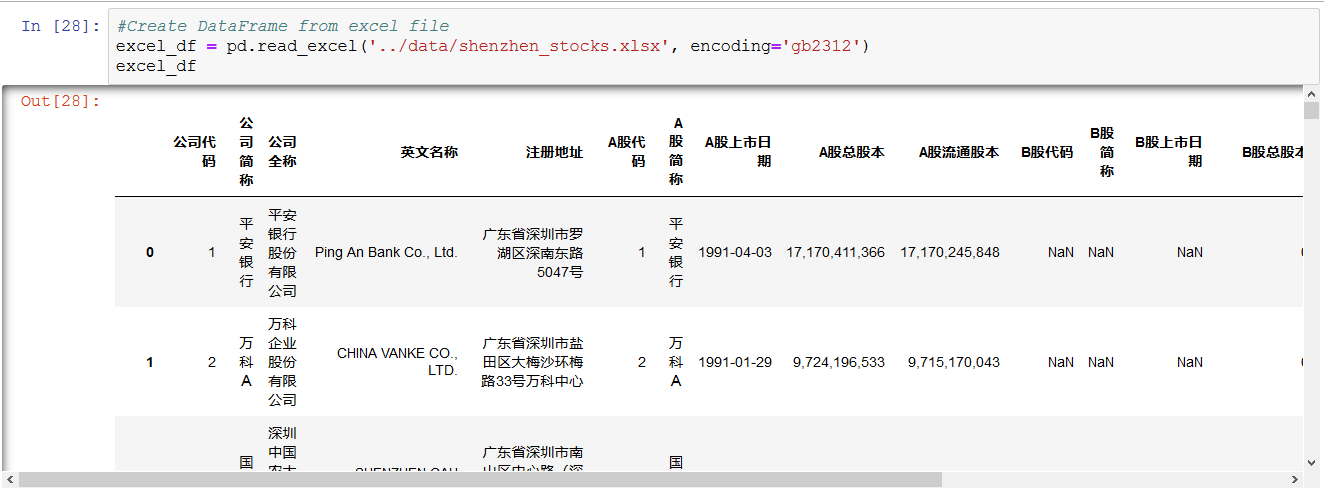 In [28]:
#Create DataFrame from excel file
excel_df = pd.read_excel('../data/shenzhen_stocks.xlsx', encoding='gb2312')
excel_df
Out[28]:
公司代
码
公
司
简
称
公司
全称
英文名称
注册地址
A股代
码
A
股
简
称
A股上市日
期
A股总股本
A股流通股本
B股代码
B股
简
称
B股上市日
期
B股总股本
0
1
平
安
银
行
平安
银行
股份
有限
公司
Ping An Bank Co., Ltd.
广东省深圳市罗
湖区深南东路
5047号
1
平
安
银
行
1991-04-03
17,170,411,366
17,170,245,848
NaN
NaN
NaN
1
2
万
科
A
万科
企业
股份
有限
公司
CHINA VANKE CO.,
LTD.
广东省深圳市盐
田区大梅沙环梅
路33号万科中心
2
万
科
A
1991-01-29
9,724,196,533
9,715,170,043
NaN
NaN
NaN
国
深圳
中国
农大
SHENZHEN CAU
广东省深圳市南
山区中心路（深
国